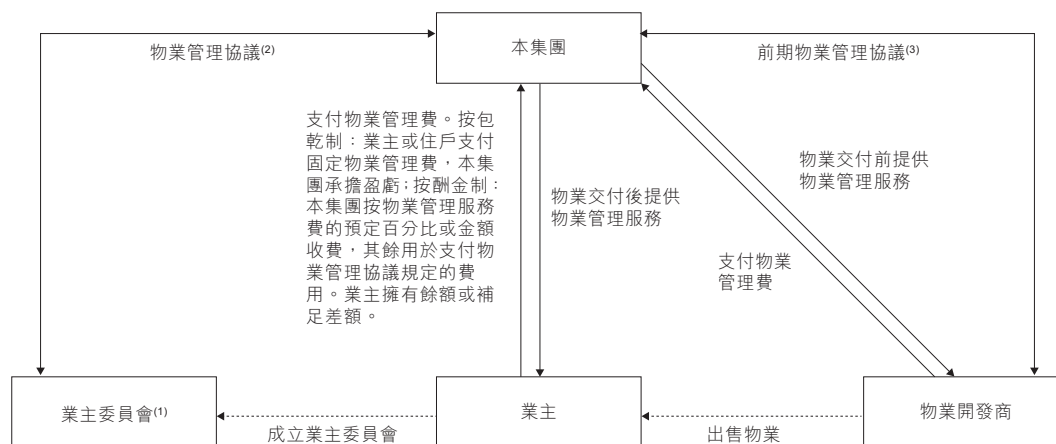 本集團
物業管理協議(2)
前期物業管理協議(3)
支付物業管理費。按包
乾制：業主或住戶支付
固定物業管理費，本集
團承擔盈虧；按酬金制：
本集團按物業管理服務
費的預定百分比或金額
收費，其餘用於支付物
業管理協議規定的費
用。業主擁有餘額或補
足差額。
物業交付後提供
物業管理服務
物業交付前提供
物業管理服務
支付物業
管理費
業主委員會(1)
業主
物業開發商
成立業主委員會
出售物業